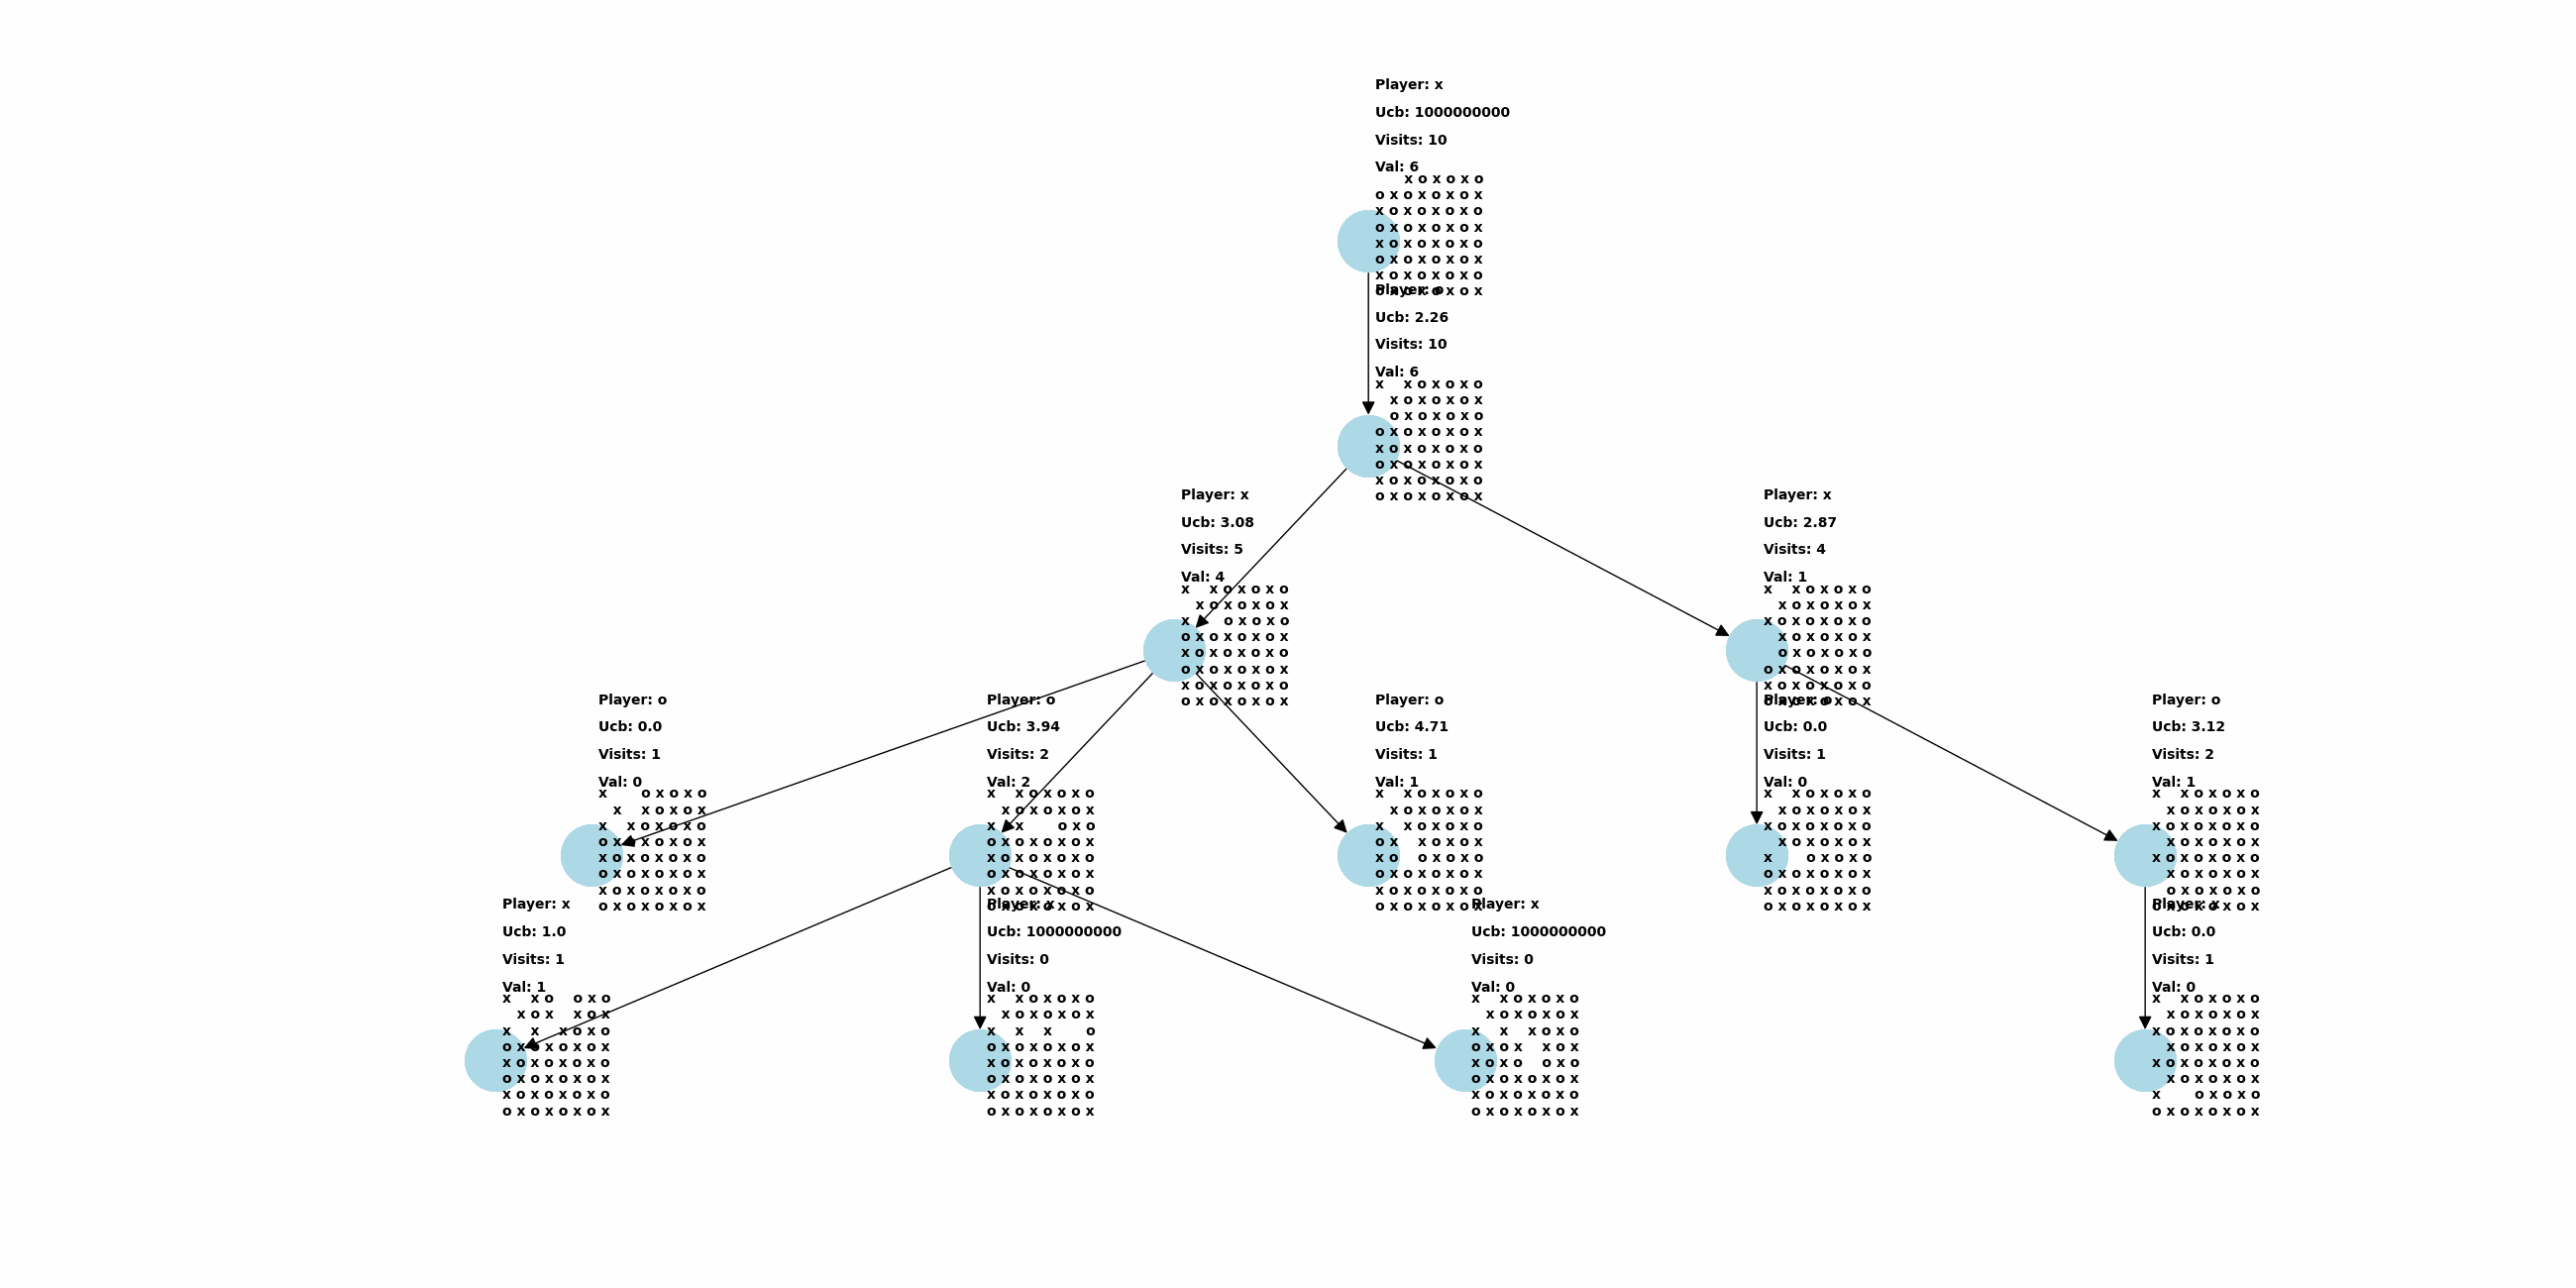 Player: x
Ucb: 1000000000
Visits: 10
Val: 6
x o x o x o
o x o x o x o x
x o x o x o x o
o x o x o x o x
x o x o x o x o
o x o x o x o x
x o x o x o x o
o x o x o x o x
Player: o
Ucb: 2.26
Visits: 10
Val: 6
x x o x o x o
x o x o x o x
o x o x o x o
o x o x o x o x
x o x o x o x o
o x o x o x o x
x o x o x o x o
o x o x o x o x
Player: x
Ucb: 3.08
Visits: 5
Val: 4
x x o x o x o
x o x o x o x
x o x o x o
o x o x o x o x
x o x o x o x o
o x o x o x o x
x o x o x o x o
o x o x o x o x
Player: x
Ucb: 2.87
Visits: 4
Val: 1
x x o x o x o
x o x o x o x
x o x o x o x o
x o x o x o x
o x o x o x o
o x o x o x o x
x o x o x o x o
o x o x o x o x
Player: o
Ucb: 0.0
Visits: 1
Val: 0
x o x o x o
x x o x o x
x x o x o x o
o x x o x o x
x o x o x o x o
o x o x o x o x
x o x o x o x o
o x o x o x o x
Player: o
Ucb: 3.94
Visits: 2
Val: 2
x x o x o x o
x o x o x o x
x x o x o
o x o x o x o x
x o x o x o x o
o x o x o x o x
x o x o x o x o
o x o x o x o x
Player: o
Ucb: 4.71
Visits: 1
Val: 1
x x o x o x o
x o x o x o x
x x o x o x o
o x x o x o x
x o o x o x o
o x o x o x o x
x o x o x o x o
o x o x o x o x
Player: o
Ucb: 0.0
Visits: 1
Val: 0
x x o x o x o
x o x o x o x
x o x o x o x o
x o x o x o x
x o x o x o
o x o x o x o x
x o x o x o x o
o x o x o x o x
Player: o
Ucb: 3.12
Visits: 2
Val: 1
x x o x o x o
x o x o x o x
x o x o x o x o
x o x o x o x
x o x o x o x o
x o x o x o x
o x o x o x o
o x o x o x o x
Player: x
Ucb: 1.0
Visits: 1
Val: 1
x x o o x o
x o x x o x
x x x o x o
o x o x o x o x
x o x o x o x o
o x o x o x o x
x o x o x o x o
o x o x o x o x
Player: x
Ucb: 1000000000
Visits: 0
Val: 0
x x o x o x o
x o x o x o x
x x x o
o x o x o x o x
x o x o x o x o
o x o x o x o x
x o x o x o x o
o x o x o x o x
Player: x
Ucb: 1000000000
Visits: 0
Val: 0
x x o x o x o
x o x o x o x
x x x o x o
o x o x x o x
x o x o o x o
o x o x o x o x
x o x o x o x o
o x o x o x o x
Player: x
Ucb: 0.0
Visits: 1
Val: 0
x x o x o x o
x o x o x o x
x o x o x o x o
x o x o x o x
x o x o x o x o
x o x o x o x
x o x o x o
o x o x o x o x